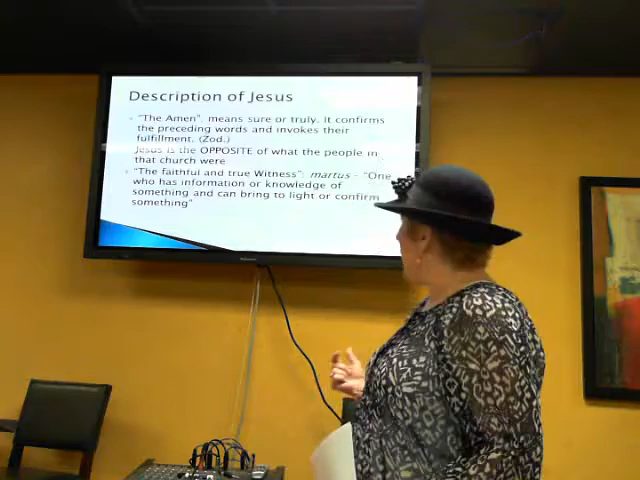 Description of Jesus
"The Amen". means sure or truly. It confirms
the preceding words and invokes their
fulfillment. (Zod.)
Jesus is the OPPOSITE of what the people in
that church were
"The faithful and true Witness": martus - "One
who has information or knowledge of
something and can bring to light or confirm
something"